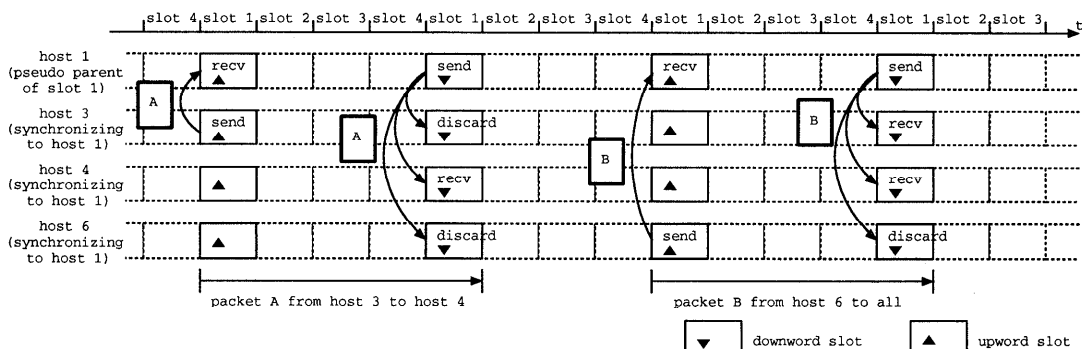 slot 4 slot 1 slot 2 slot 3 slot 4 slot 1 slot 2 slot 3 slot 4 slot 1 slot 2 slot 3 slot 4 slot 1 slot 2 slot 3 t
host 1
(pseudo parent
of slot 1)
recv
send
recv
send
A
host 3
(synchronizing
to host 1)
send
A
discard
B
recv
B
host 4
(synchronizing
to host 1)
recv
recv
host 6
(synchronizing
to host 1)
discard
send
discard
packet A from host 3 to host 4
packet B from host 6 to all
downword slot
upword slot